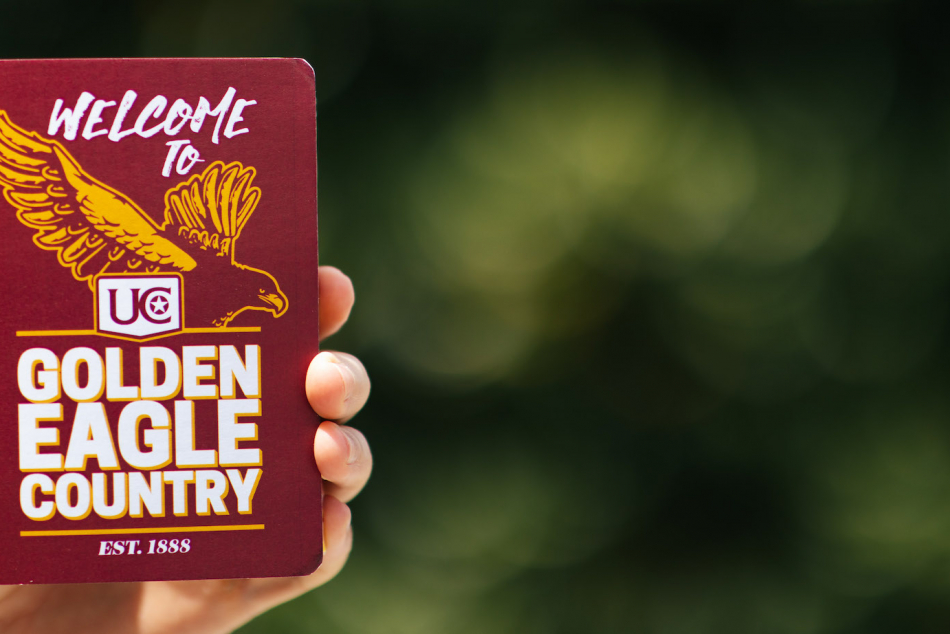 WELCOME
TO
UC
GOLDEN
EAGLE
COUNTRY
EST. 1888